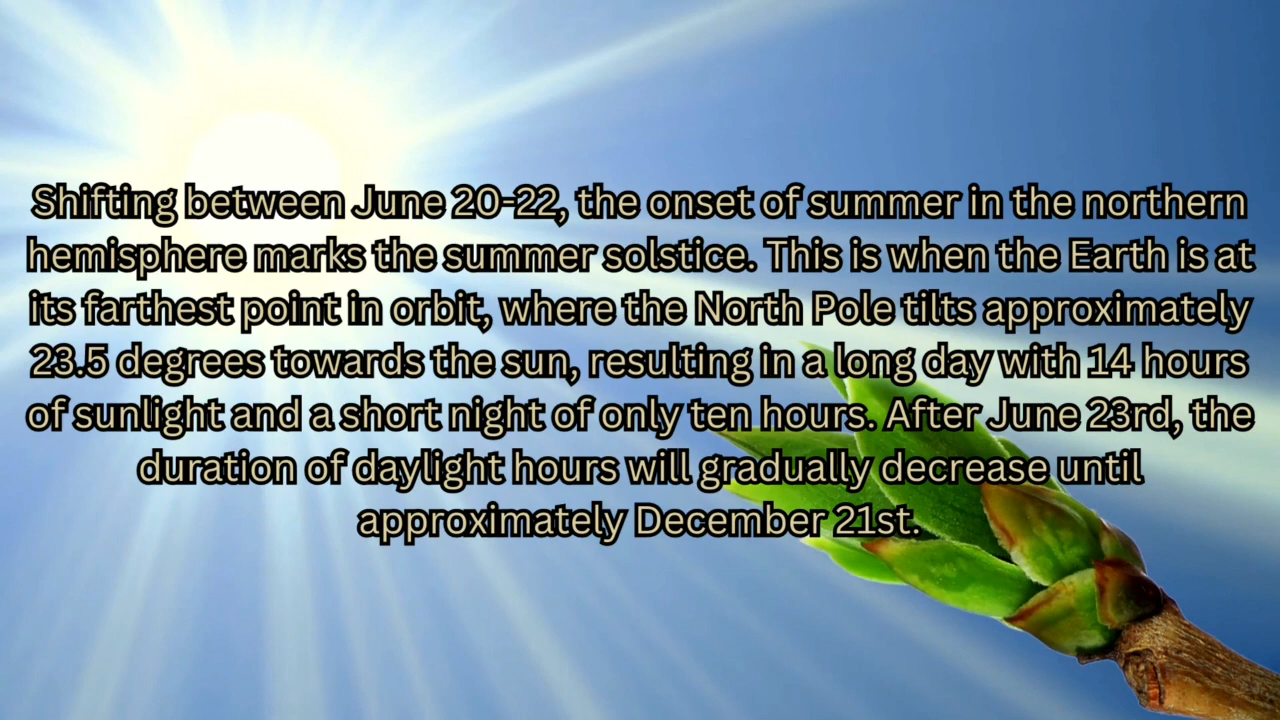 Shifting between June 20-22, the onset of summer in the northern
hemisphere marks the summer solstice. This is when the Earth is at
its farthest point in orbit, where the North Pole tilts approximately
23.5 degrees towards the sun, resulting in a long day with 14 hours
of sunlight and a short night of only ten hours. After June 23rd, the
duration of daylight hours will gradually decrease until
approximately December 21st.